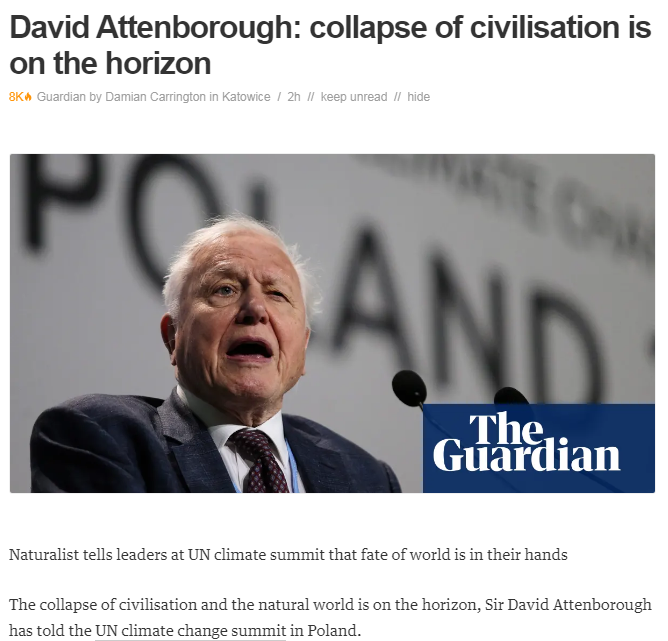 David Attenborough: collapse of civilisation is
on the horizon
8K Guardian by Damian Carrington in Katowice / 2h // keep unread // hide
POLAND
CLIMATE CHA
The
Guardian
Naturalist tells leaders at UN climate summit that fate of world is in their hands
The collapse of civilisation and the natural world is on the horizon, Sir David Attenborough
has told the UN climate change summit in Poland.